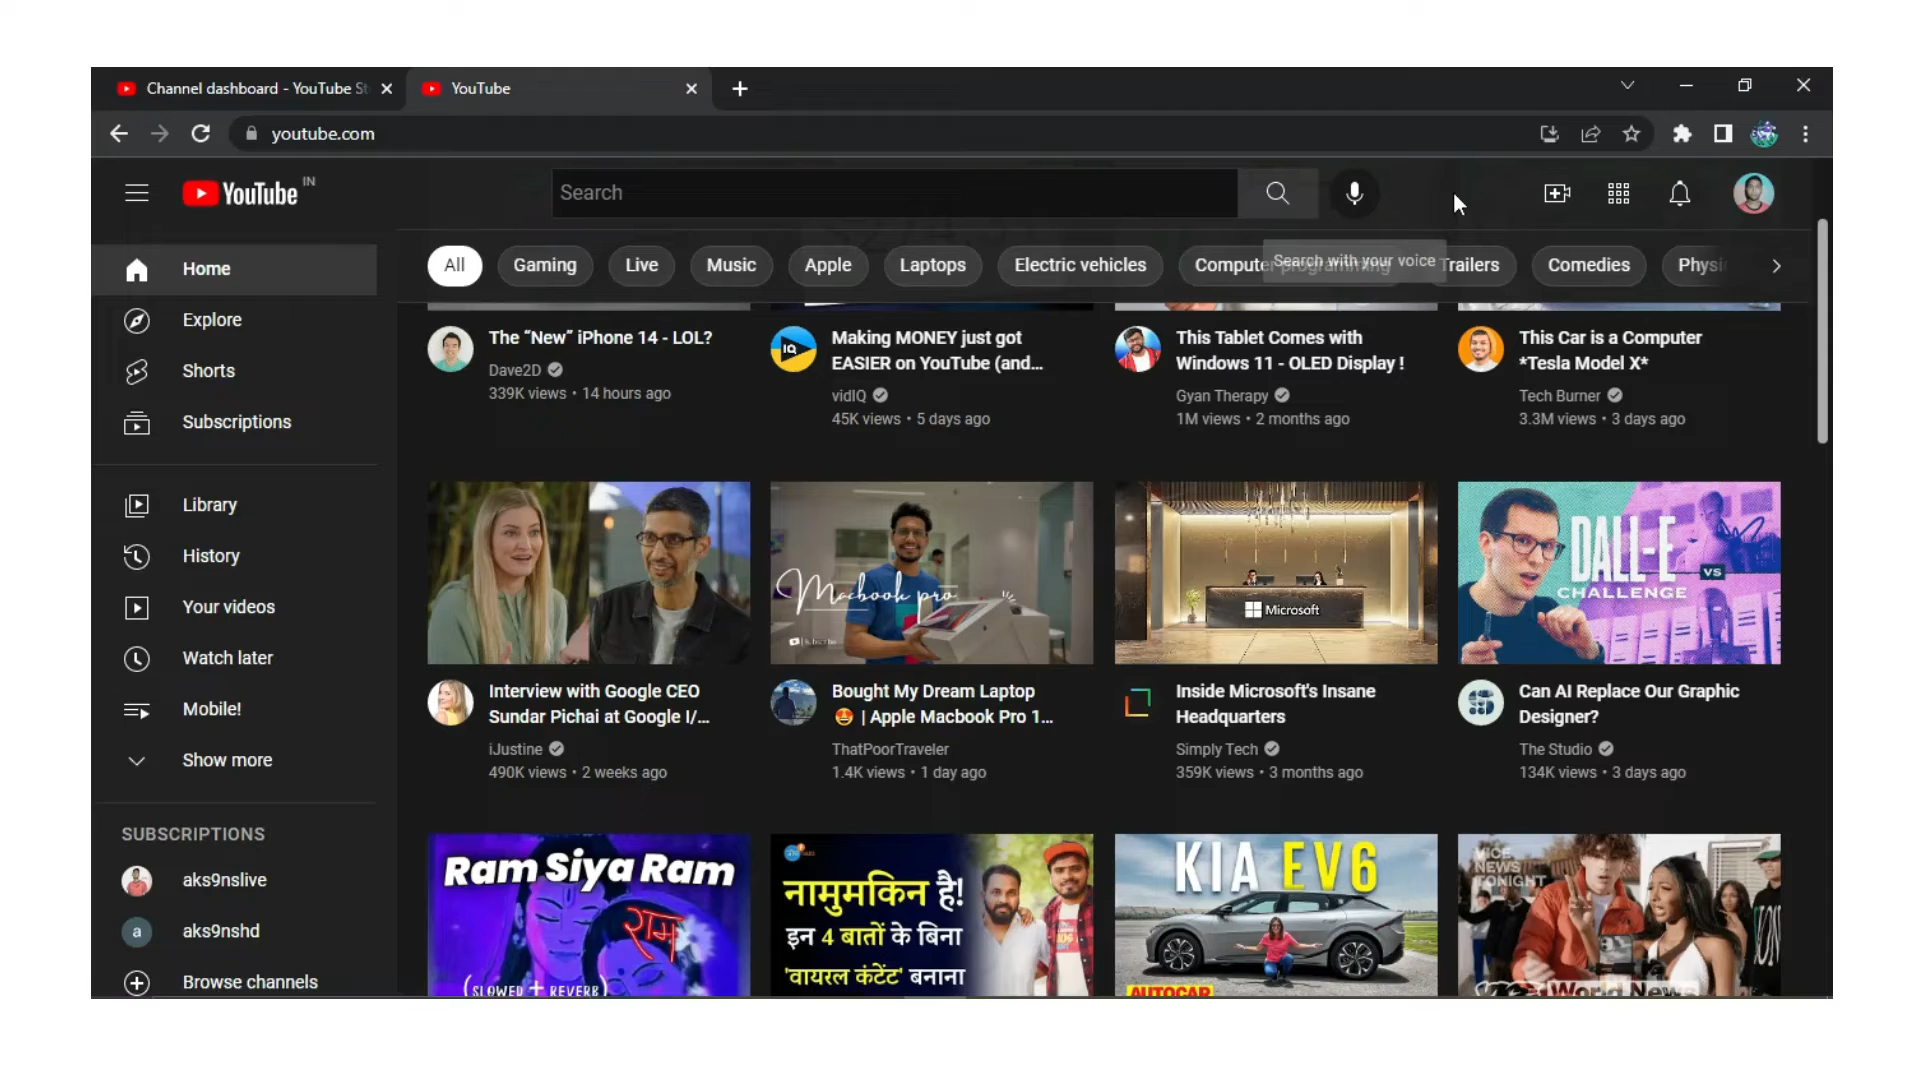 Channel dashboard - YouTube St
YouTube
youtube.com
YouTube IN
Search
Home
Explore
Shorts
Subscriptions
Library
History
Your videos
Watch later
Mobile!
Show more
SUBSCRIPTIONS
aks9nslive
a
aks9nshd
Browse channels
All
Gaming
Live
Music
Apple
Laptops
Electric vehicles
Computer programming
Search with your voice
Trailers
Comedies
Physi
The “New” iPhone 14 - LOL?
Dave2D
339K views • 14 hours ago
IQ
Making MONEY just got
EASIER on YouTube (and...
vidIQ
45K views • 5 days ago
This Tablet Comes with
Windows 11 - OLED Display !
Gyan Therapy
1M views • 2 months ago
This Car is a Computer
*Tesla Model X*
Tech Burner
3.3M views • 3 days ago
Macbook pro
Microsoft
DALL-E
VS
CHALLENGE
Interview with Google CEO
Sundar Pichai at Google I/...
iJustine
490K views • 2 weeks ago
Bought My Dream Laptop
🤩 | Apple Macbook Pro 1...
ThatPoorTraveler
1.4K views • 1 day ago
Inside Microsoft's Insane
Headquarters
Simply Tech
359K views • 3 months ago
Can AI Replace Our Graphic
Designer?
The Studio
134K views • 3 days ago
Ram Siya Ram
राम
(SLOWED + REVERB)
नामुमकिन है!
इन 4 बातों के बिना
'वायरल कंटेंट' बनाना
KIA EV6
AUTOCAR
VICE
NEWS
TONIGHT
World News